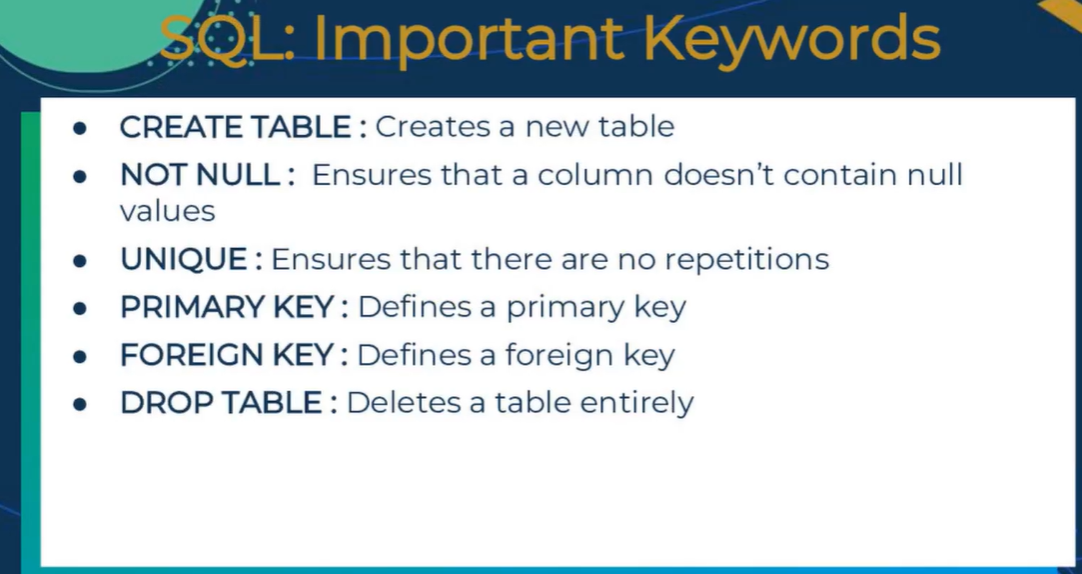 SQL: Important Keywords
● CREATE TABLE : Creates a new table
● NOT NULL : Ensures that a column doesn’t contain null
values
● UNIQUE : Ensures that there are no repetitions
● PRIMARY KEY : Defines a primary key
● FOREIGN KEY : Defines a foreign key
● DROP TABLE : Deletes a table entirely